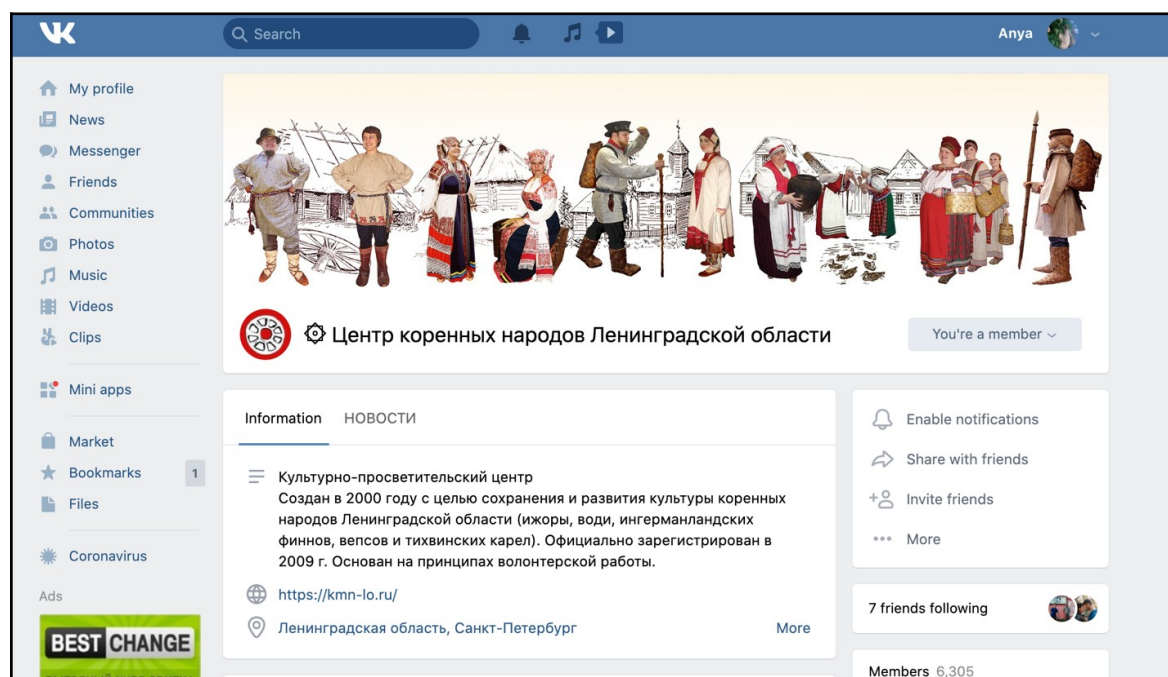 VK
Search
Anya
My profile
News
Messenger
Friends
Communities
Photos
Music
Videos
Clips
Mini apps
Market
Bookmarks 1
Files
Coronavirus
Ads
BEST CHANGE
Центр коренных народов Ленинградской области
You're a member
Information НОВОСТИ
Культурно-просветительский центр
Создан в 2000 году с целью сохранения и развития культуры коренных
народов Ленинградской области (ижоры, води, ингерманландских
финнов, вепсов и тихвинских карел). Официально зарегистрирован в
2009 г. Основан на принципах волонтерской работы.
https://kmn-lo.ru/
Ленинградская область, Санкт-Петербург More
Enable notifications
Share with friends
Invite friends
More
7 friends following
Members 6,305